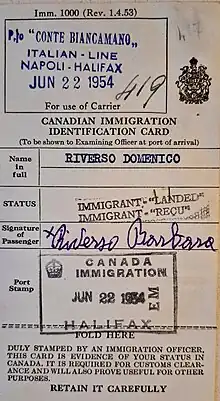 Imm. 1000 (Rev. 1.4.53)
P.fo "CONTE BIANCAMANO"
ITALIAN - LINE
NAPOLI - HALIFAX
JUN 22 1954
419
For use of Carrier
CANADIAN IMMIGRATION
IDENTIFICATION CARD
(To be shown to Examining Officer at port of arrival)
Name in full
RIVERSO DOMENICO
STATUS
IMMIGRANT-"LANDED"
IMMIGRANT-"REÇU"
Signature of Passenger
x Riverso Barbara
Port Stamp
CANADA
IMMIGRATION
JUN 22 1954
EM
HALIFAX
FOLD HERE
DULY STAMPED BY AN IMMIGRATION OFFICER,
THIS CARD IS EVIDENCE OF YOUR STATUS IN
CANADA. IT IS REQUIRED FOR CUSTOMS CLEAR-
ANCE AND WILL ALSO PROVE USEFUL FOR OTHER
PURPOSES.
RETAIN IT CAREFULLY